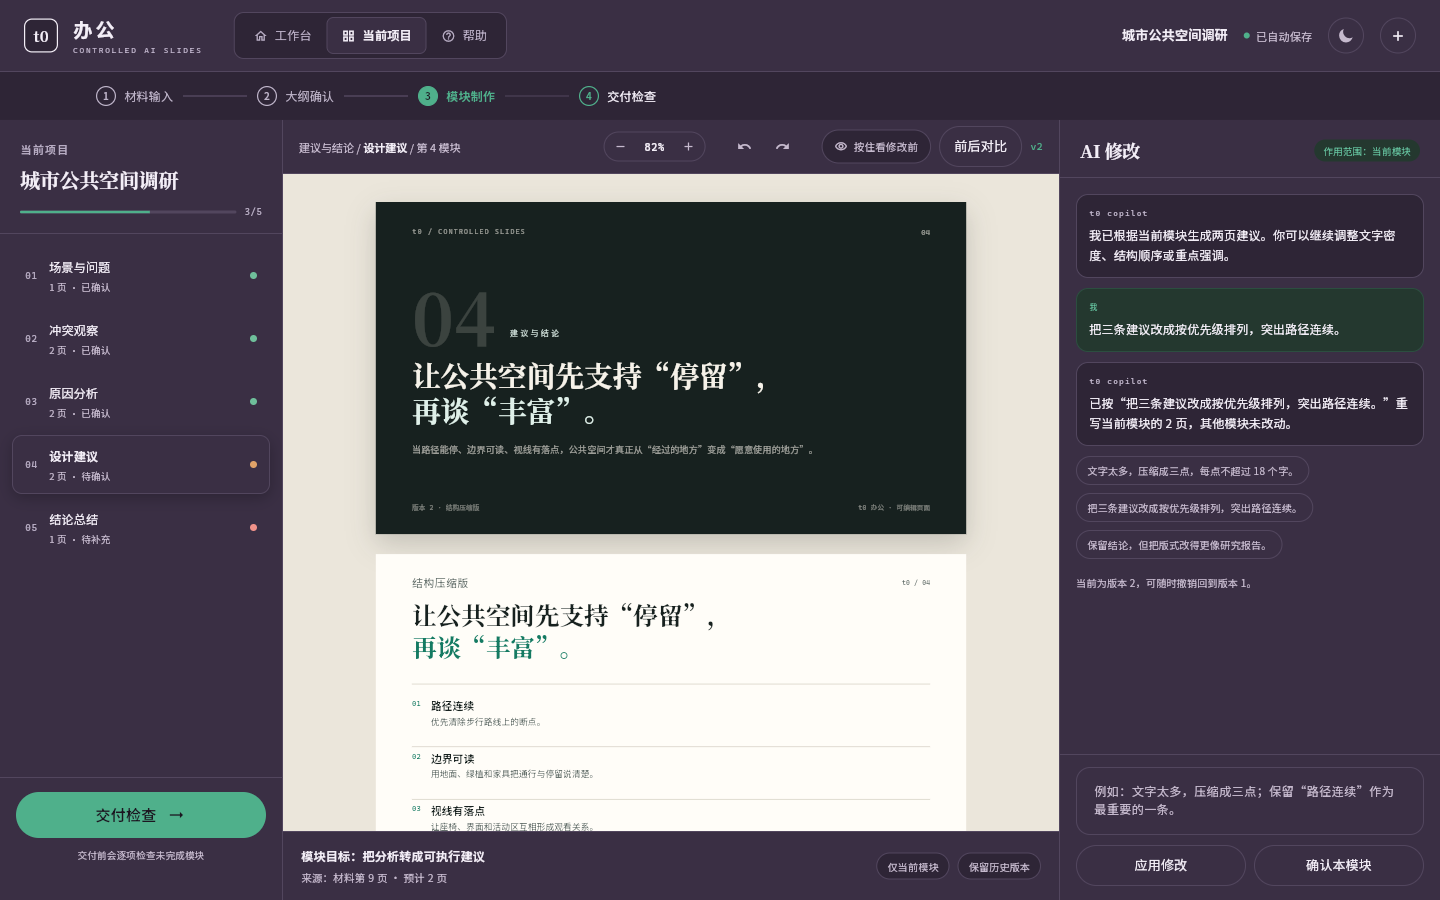 t0
办公
CONTROLLED AI SLIDES
工作台
当前项目
帮助
城市公共空间调研
已自动保存
1 材料输入
2 大纲确认
3 模块制作
4 交付检查
当前项目
城市公共空间调研
3/5
01 场景与问题
1 页 · 已确认
02 冲突观察
2 页 · 已确认
03 原因分析
2 页 · 已确认
04 设计建议
2 页 · 待确认
05 结论总结
1 页 · 待补充
交付检查 →
交付前会逐项检查未完成模块
建议与结论 / 设计建议 / 第 4 模块
− 82% +
按住看修改前
前后对比
v2
t0 / CONTROLLED SLIDES
04
04
建议与结论
让公共空间先支持“停留”，
再谈“丰富”。
当路径能停、边界可读、视线有落点，公共空间才真正从“经过的地方”变成“愿意使用的地方”。
版本 2 · 结构压缩版
t0 办公 · 可编辑页面
结构压缩版
t0 / 04
让公共空间先支持“停留”，
再谈“丰富”。
01 路径连续
优先清除步行路线上的断点。
02 边界可读
用地面、绿植和家具把通行与停留说清楚。
03 视线有落点
让座椅、界面和活动区互相形成观看关系。
模块目标：把分析转成可执行建议
来源：材料第 9 页 · 预计 2 页
仅当前模块
保留历史版本
AI 修改
作用范围：当前模块
t0 copilot
我已根据当前模块生成两页建议。你可以继续调整文字密
度、结构顺序或重点强调。
我
把三条建议改成按优先级排列，突出路径连续。
t0 copilot
已按“把三条建议改成按优先级排列，突出路径连续。”重
写当前模块的 2 页，其他模块未改动。
文字太多，压缩成三点，每点不超过 18 个字。
把三条建议改成按优先级排列，突出路径连续。
保留结论，但把版式改得更像研究报告。
当前为版本 2，可随时撤销回到版本 1。
例如：文字太多，压缩成三点；保留“路径连续”作为
最重要的一条。
应用修改
确认本模块